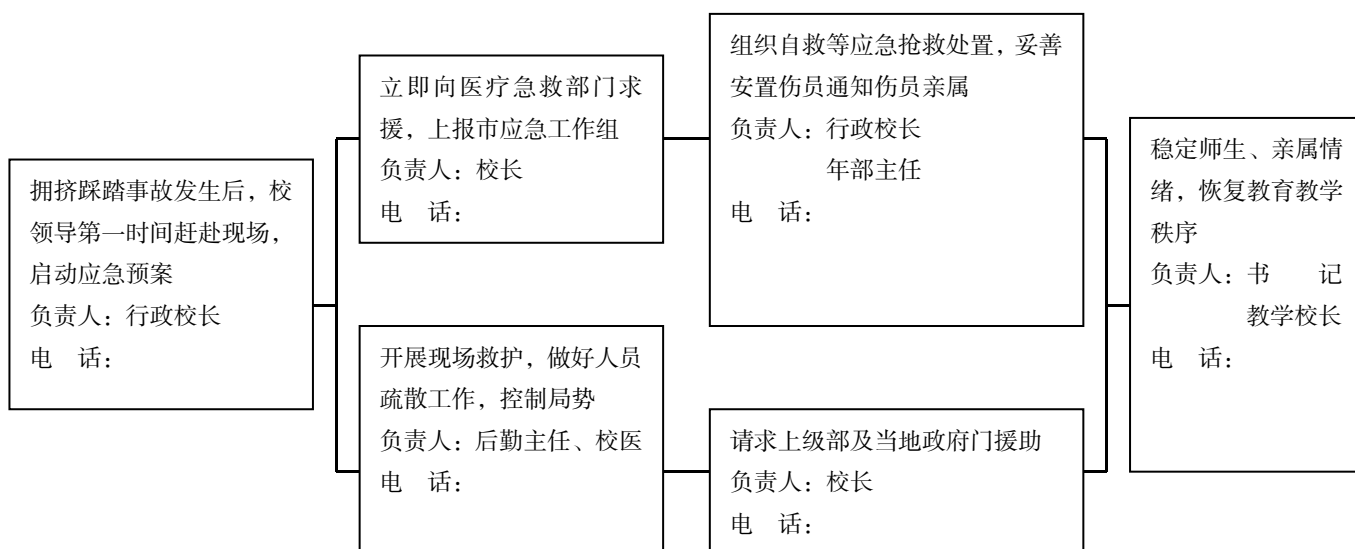 拥挤踩踏事故发生后，校
领导第一时间赶赴现场，
启动应急预案
负责人：行政校长
电　话：
立即向医疗急救部门求
援，上报市应急工作组
负责人：校长
电　话：
开展现场救护，做好人员
疏散工作，控制局势
负责人：后勤主任、校医
电　话：
组织自救等应急抢救处置，妥善
安置伤员通知伤员亲属
负责人：行政校长
年部主任
电　话：
请求上级部及当地政府门援助
负责人：校长
电　话：
稳定师生、亲属情
绪，恢复教育教学
秩序
负责人：书　　记
教学校长
电　话：